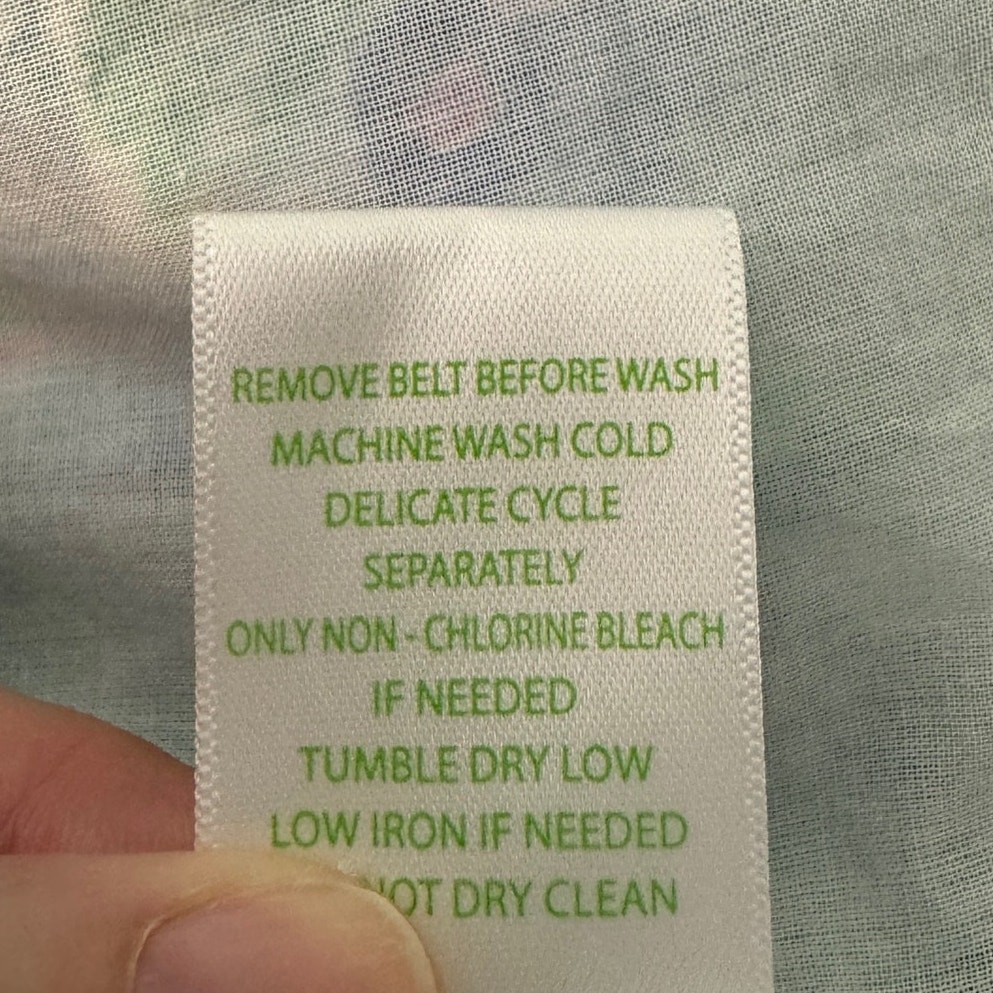 REMOVE BELT BEFORE WASH
MACHINE WASH COLD
DELICATE CYCLE
SEPARATELY
ONLY NON - CHLORINE BLEACH
IF NEEDED
TUMBLE DRY LOW
LOW IRON IF NEEDED
NOT DRY CLEAN